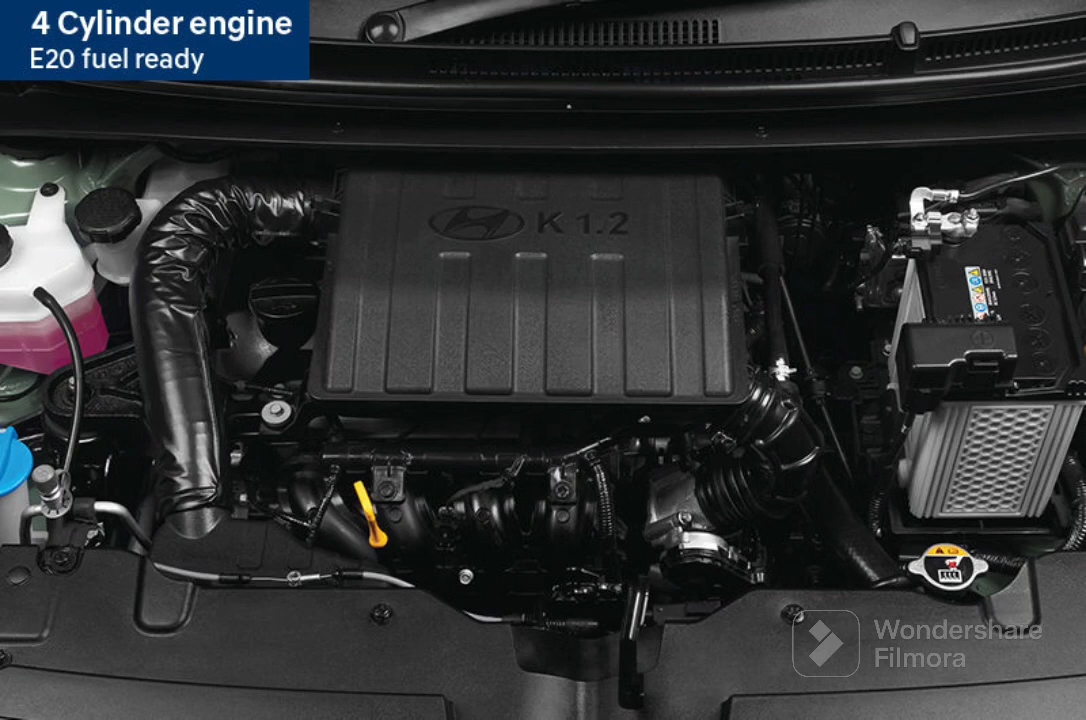 4 Cylinder engine
E20 fuel ready
K 1.2
Wondershare
Filmora